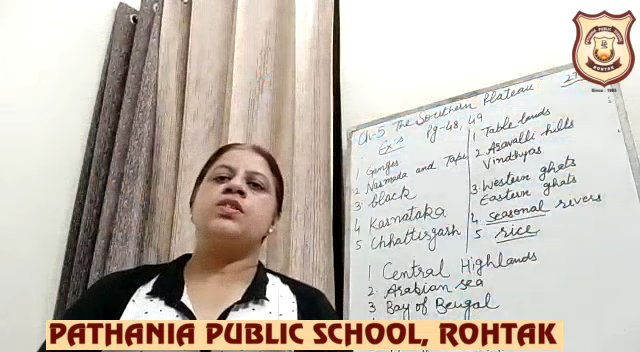 Ch-5 The Southern Plateau
Pg-48, 49
Ex's
1 Ganges
2 Narmada and Tapi
3 black
4 Karnataka
5 Chhattisgarh
1 Table lands
2. Aravalli hills
Vindhyas
3. Western ghats
Eastern ghats
4. seasonal rivers
5 rice
1 Central Highlands
2. Arabian sea
3 Bay of Bengal
PATHANIA PUBLIC SCHOOL, ROHTAK
ROHTAK